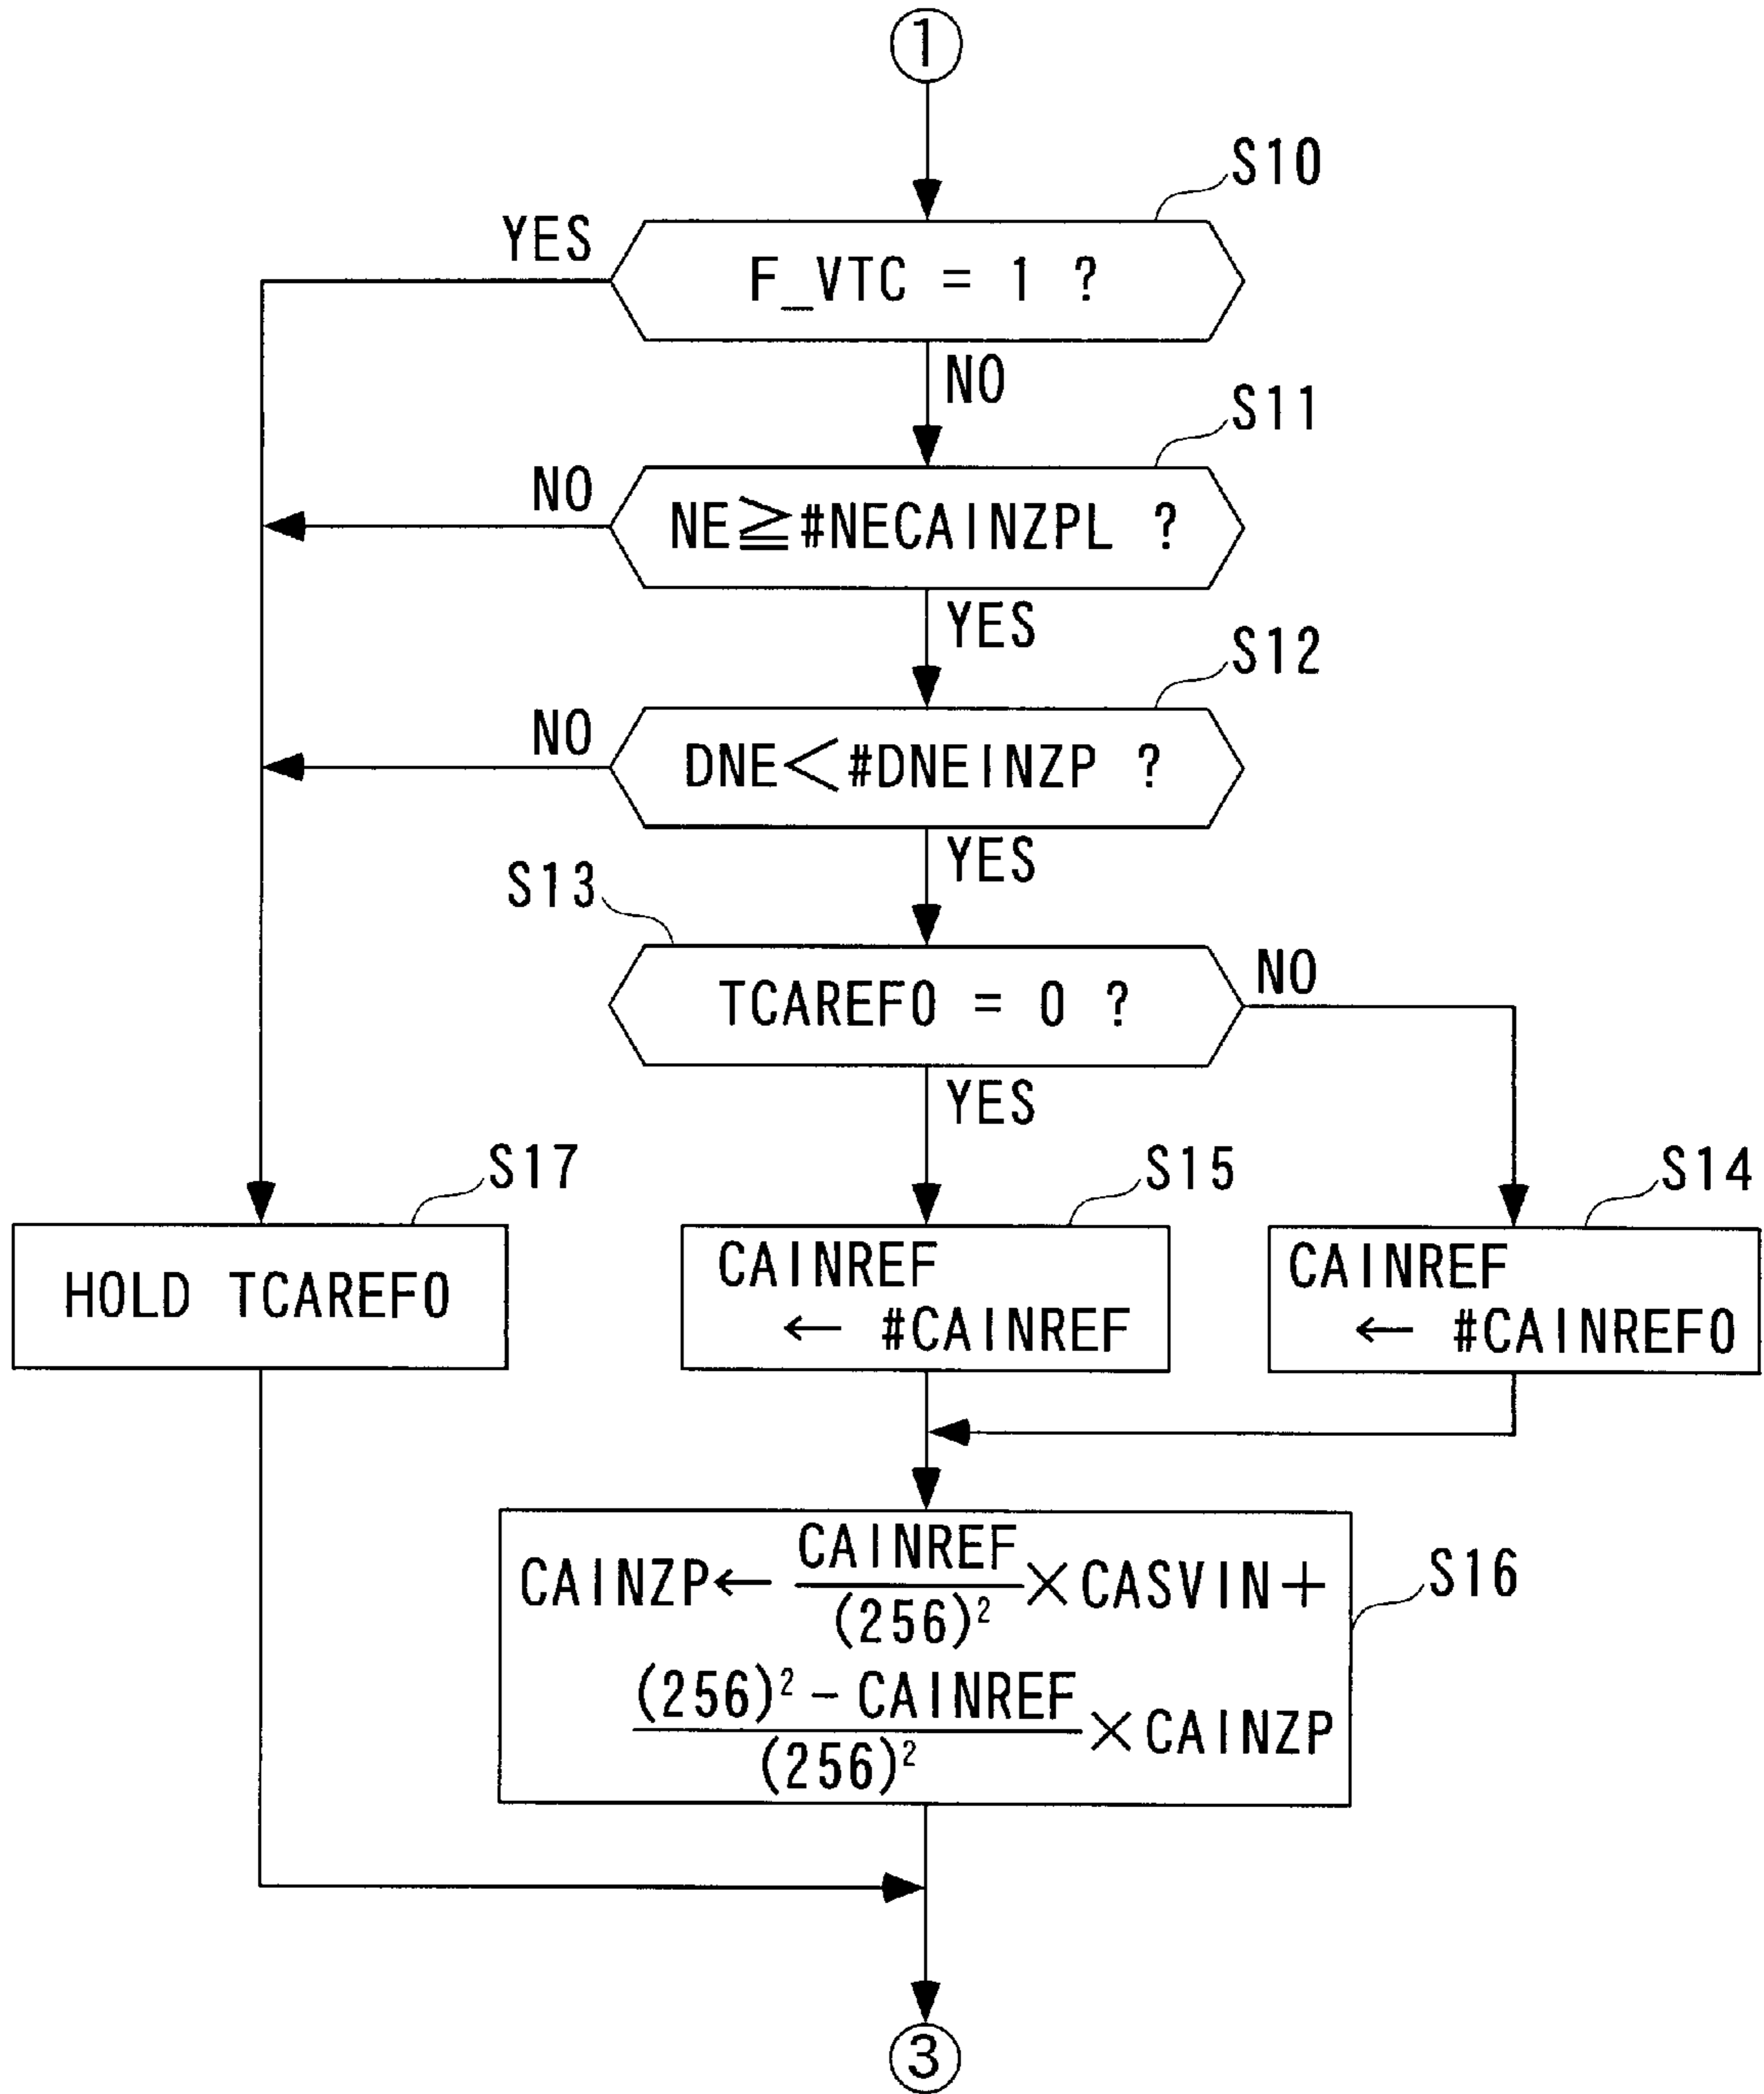 1
S10
YES
F_VTC = 1 ?
NO
S11
NO
NE≧#NECAINZPL ?
YES
S12
NO
DNE<#DNEINZP ?
YES
S13
NO
TCAREF0 = 0 ?
YES
S17
S15
S14
HOLD TCAREF0
CAINREF
← #CAINREF
CAINREF
← #CAINREF0
CAINZP← CAINREF/(256)² ×CASVIN+
S16
(256)² - CAINREF/(256)² ×CAINZP
3